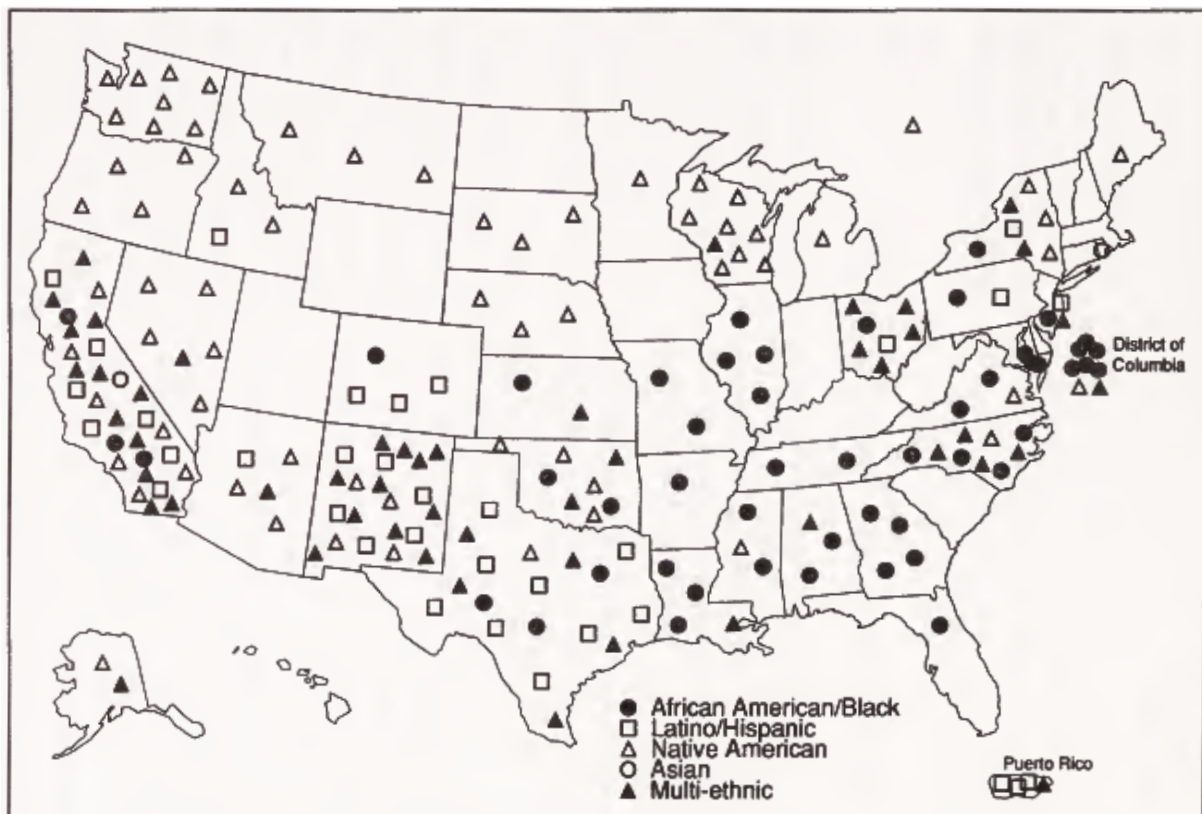 District of
Columbia
African American/Black
Latino/Hispanic
Native American
Asian
Multi-ethnic
Puerto Rico